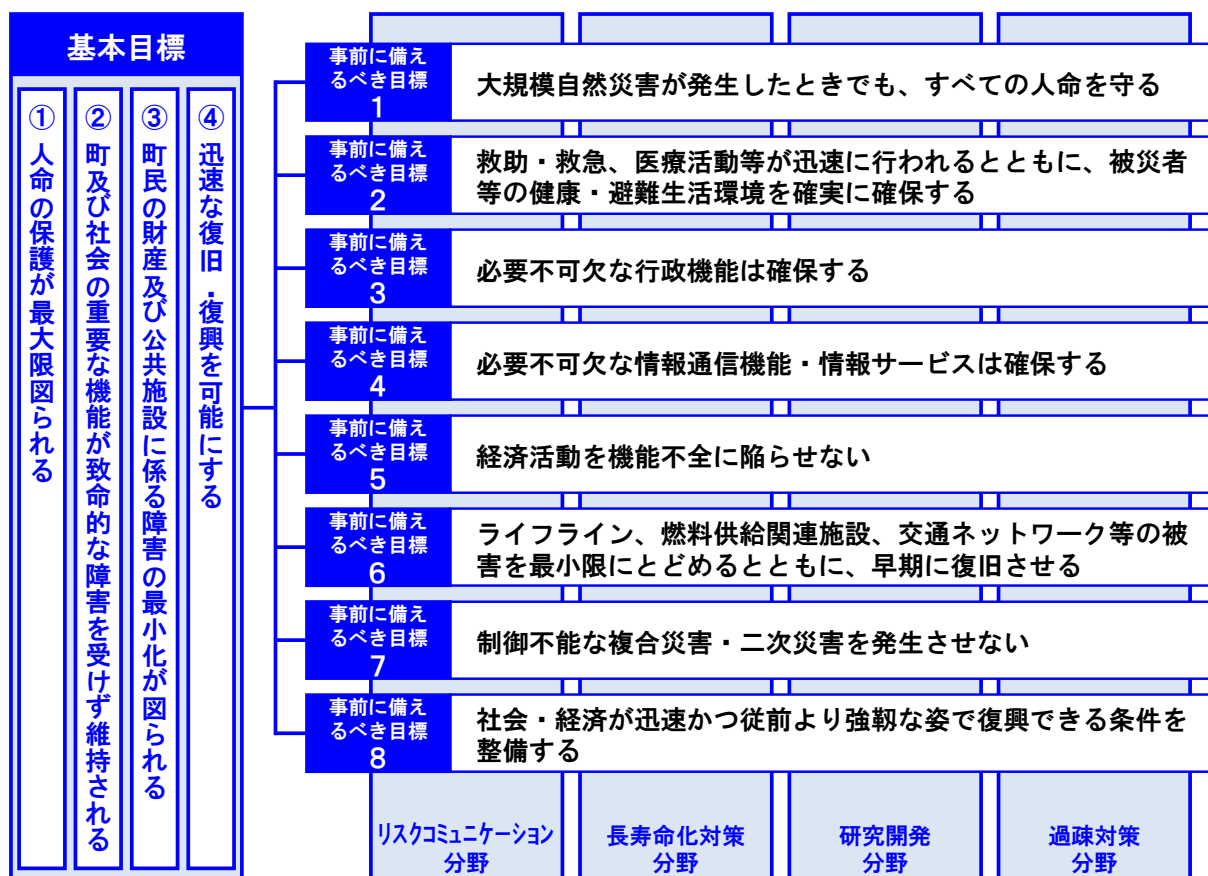 基本目標
① 人命の保護が最大限図られる
② 町及び社会の重要な機能が致命的な障害を受けず維持される
③ 町民の財産及び公共施設に係る障害の最小化が図られる
④ 迅速な復旧・復興を可能にする
事前に備え
るべき目標
1
大規模自然災害が発生したときでも、すべての人命を守る
事前に備え
るべき目標
2
救助・救急、医療活動等が迅速に行われるとともに、被災者
等の健康・避難生活環境を確実に確保する
事前に備え
るべき目標
3
必要不可欠な行政機能は確保する
事前に備え
るべき目標
4
必要不可欠な情報通信機能・情報サービスは確保する
事前に備え
るべき目標
5
経済活動を機能不全に陥らせない
事前に備え
るべき目標
6
ライフライン、燃料供給関連施設、交通ネットワーク等の被
害を最小限にとどめるとともに、早期に復旧させる
事前に備え
るべき目標
7
制御不能な複合災害・二次災害を発生させない
事前に備え
るべき目標
8
社会・経済が迅速かつ従前より強靱な姿で復興できる条件を
整備する
リスクコミュニケーション
分野
長寿命化対策
分野
研究開発
分野
過疎対策
分野